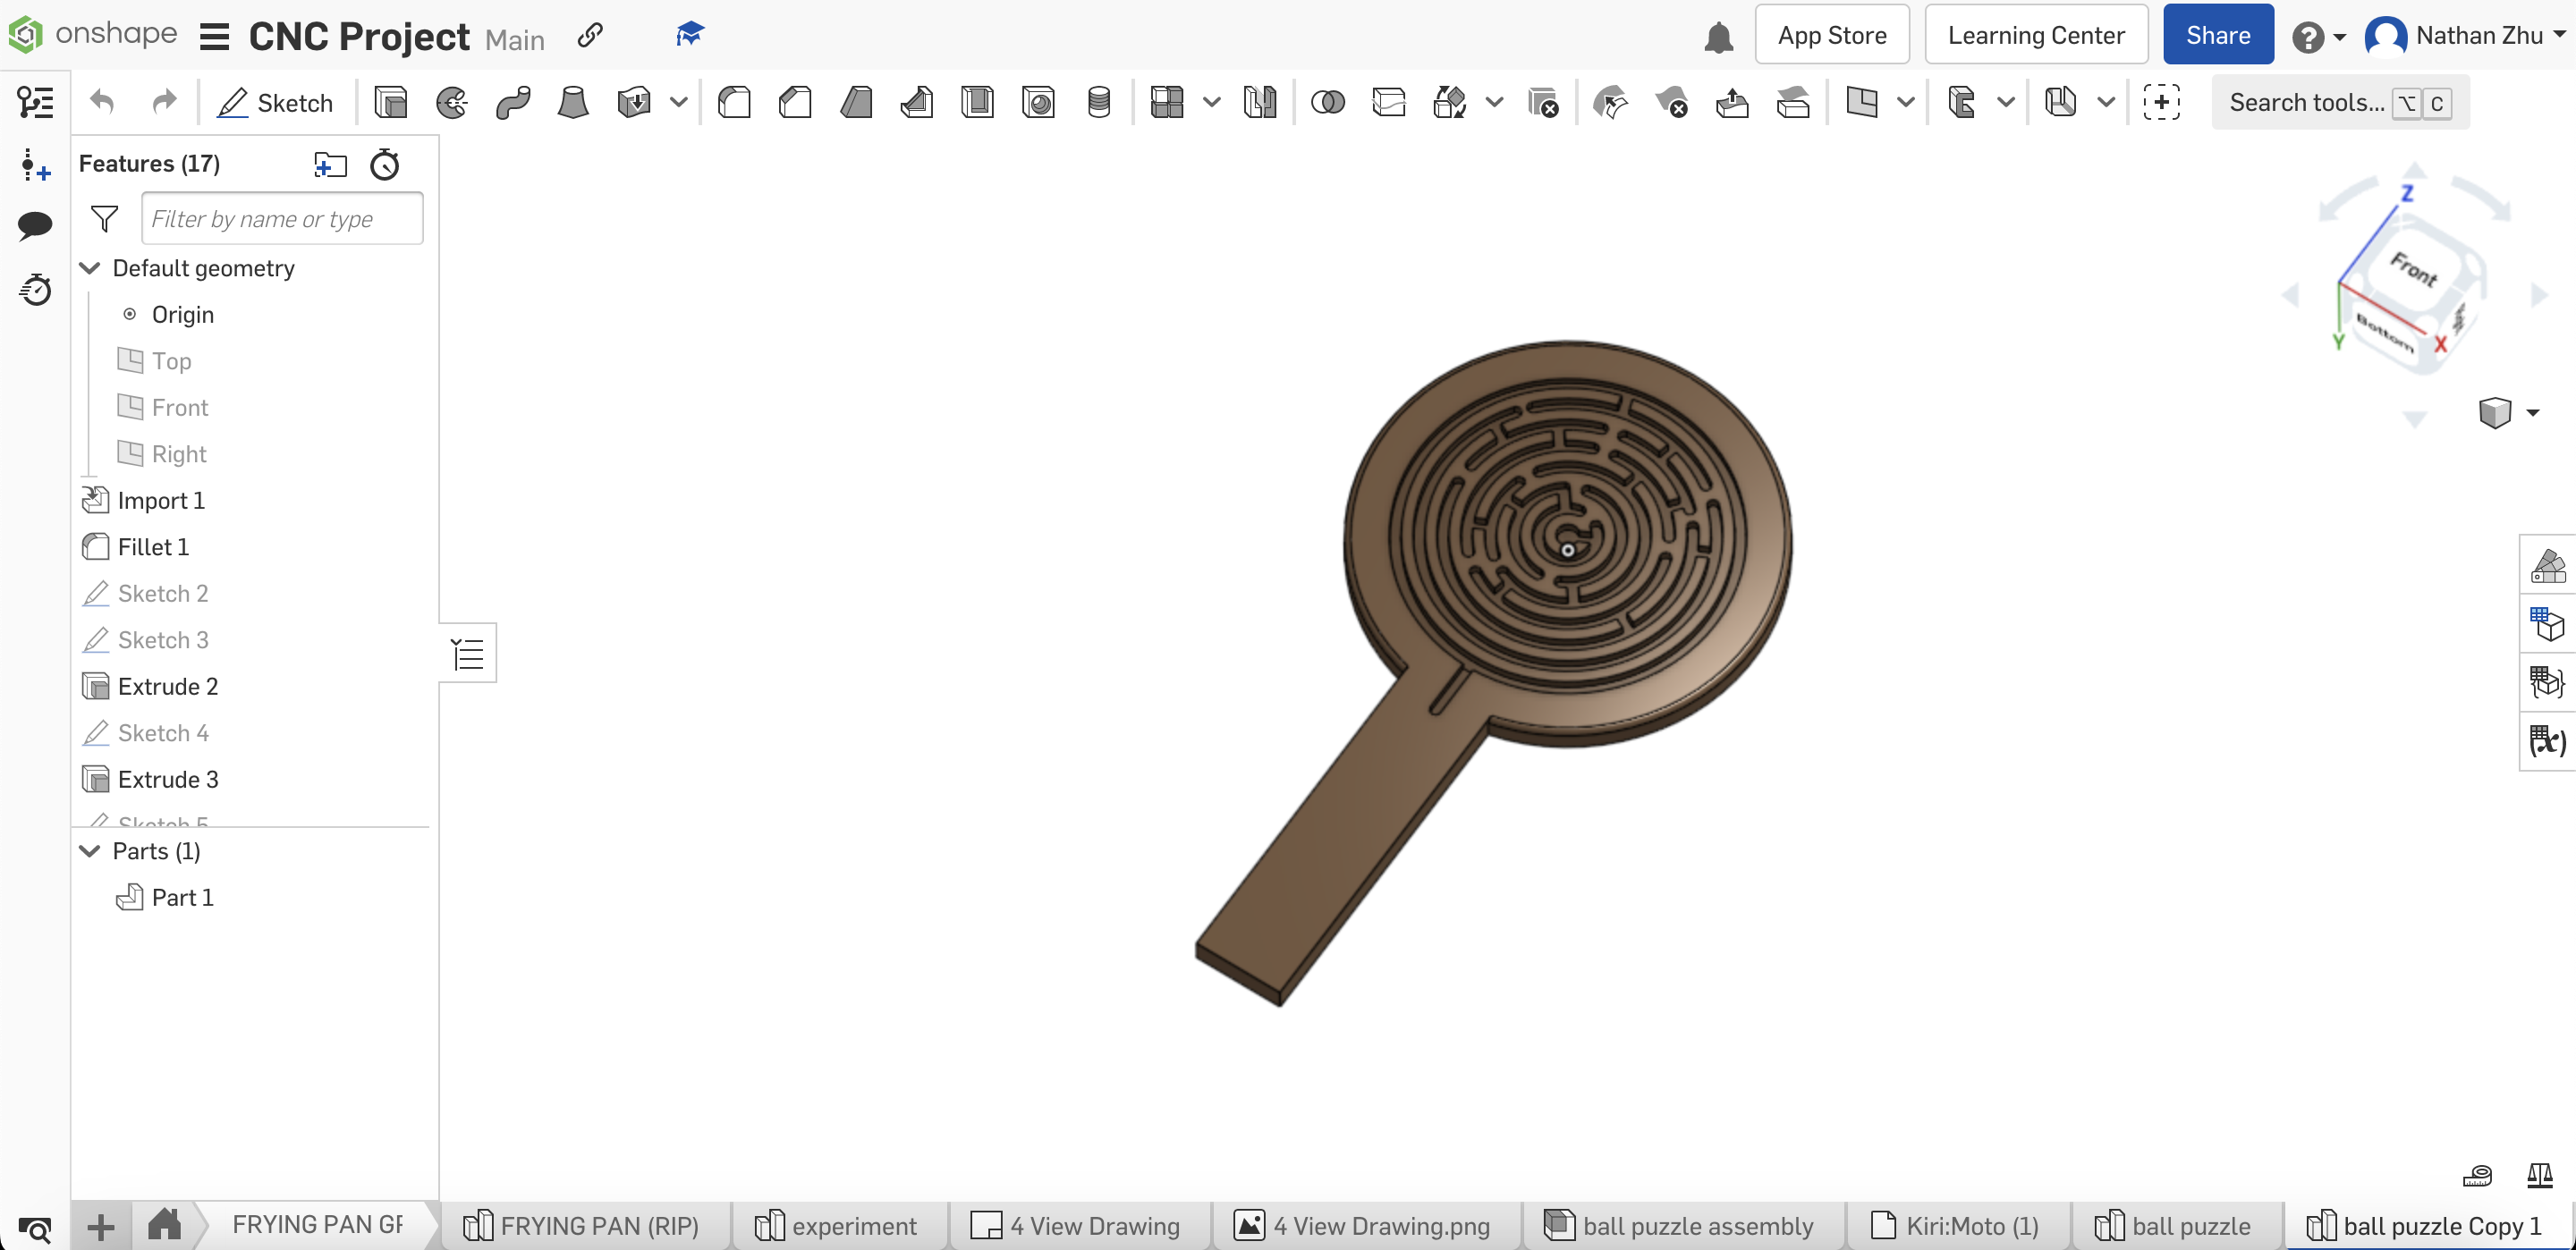 onshape CNC Project Main App Store Learning Center Share Nathan Zhu
Sketch Search tools... ⌥ C
Features (17)
Filter by name or type
Default geometry
Origin
Top
Front
Right
Import 1
Fillet 1
Sketch 2
Sketch 3
Extrude 2
Sketch 4
Extrude 3
Sketch 5
Parts (1)
Part 1
Z
Front
Bottom
Y
X
(x)
FRYING PAN GF FRYING PAN (RIP) experiment 4 View Drawing 4 View Drawing.png ball puzzle assembly Kiri:Moto (1) ball puzzle ball puzzle Copy 1